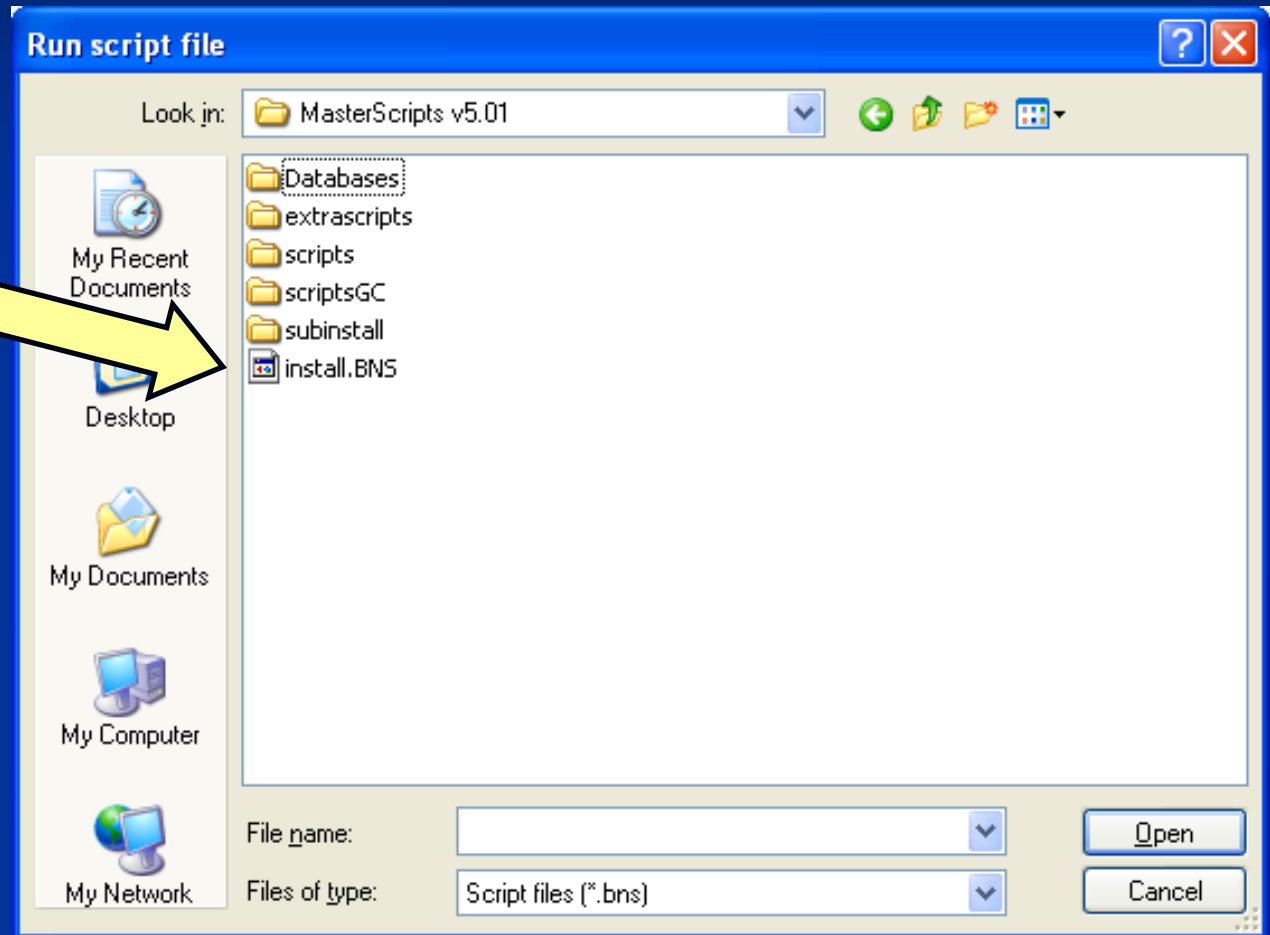 Run script file
Look in:
MasterScripts v5.01
Databases
extrascripts
scripts
scriptsGC
subinstall
install.BNS
My Recent
Documents
Desktop
My Documents
My Computer
My Network
File name:
Open
Files of type:
Script files (*.bns)
Cancel